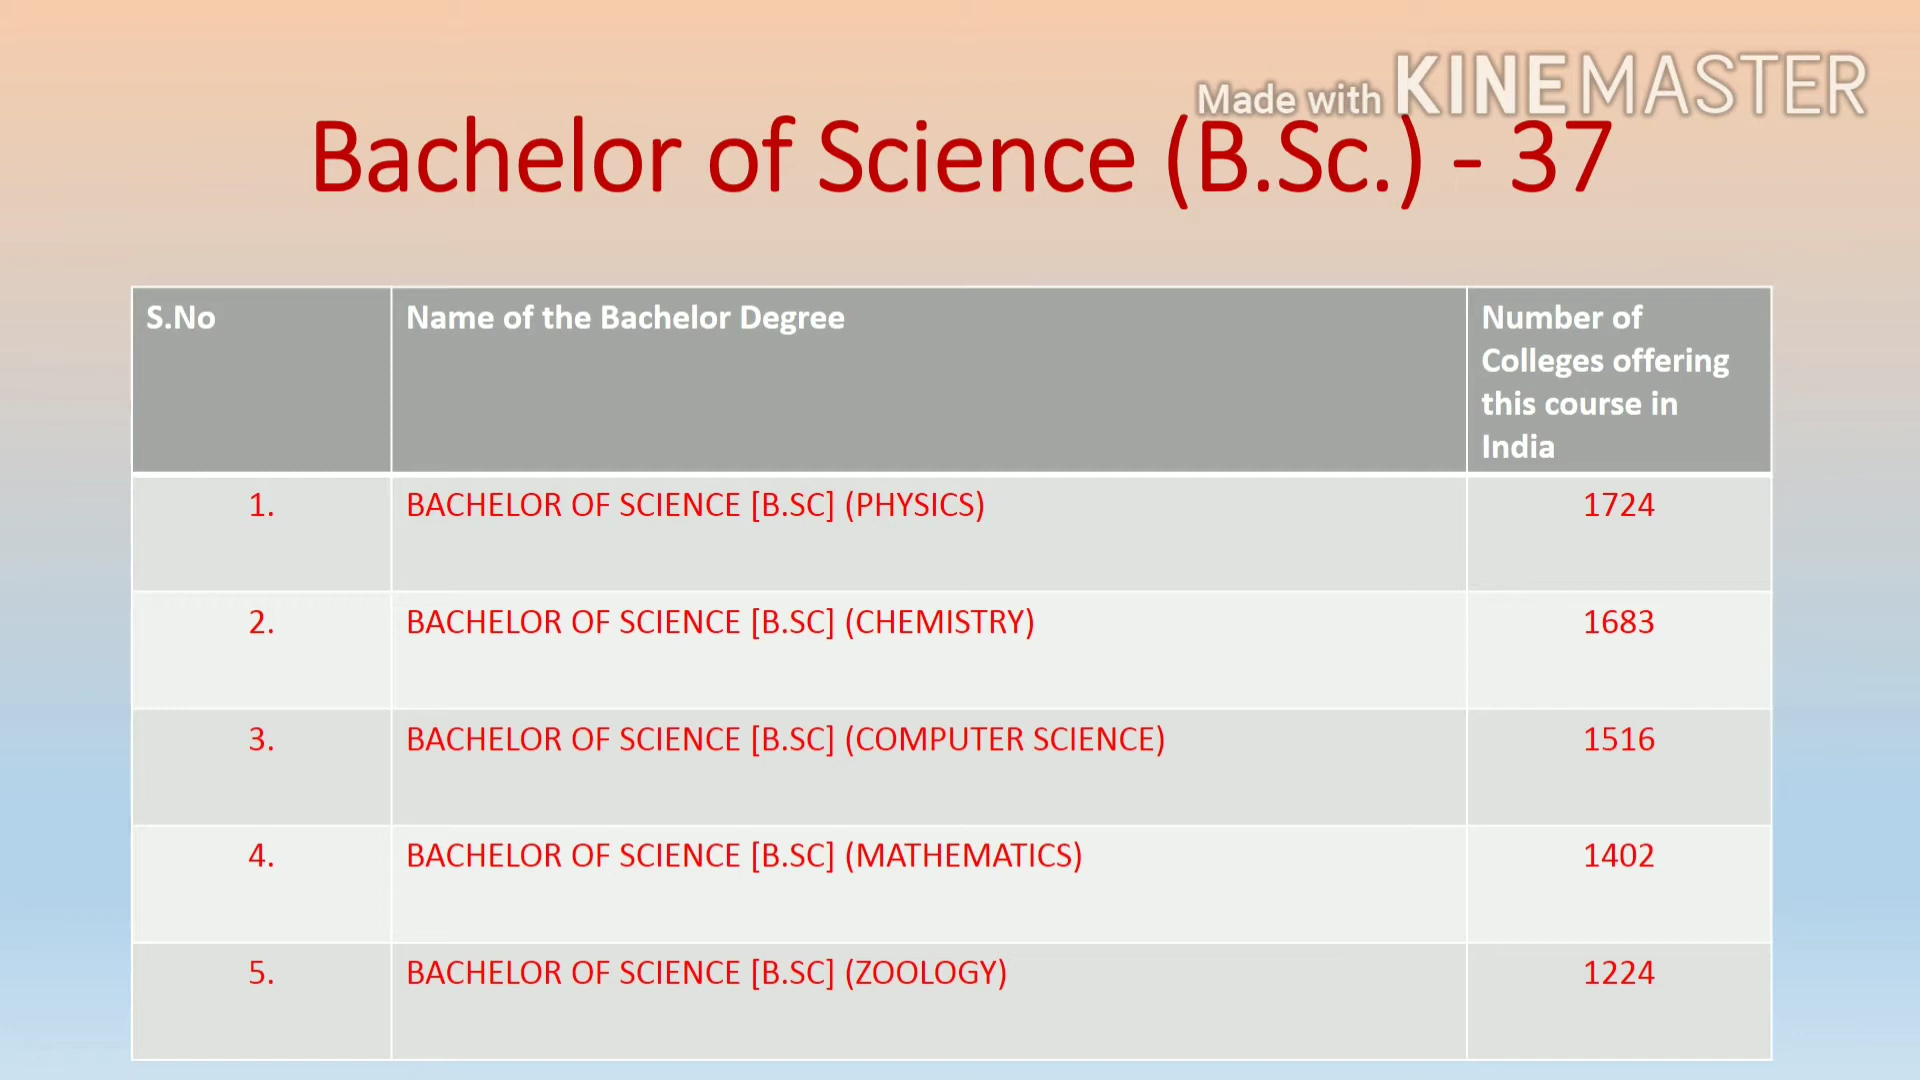 Made with KINEMASTER
Bachelor of Science (B.Sc.) - 37
S.No
Name of the Bachelor Degree
Number of
Colleges offering
this course in
India
1.
BACHELOR OF SCIENCE [B.SC] (PHYSICS)
1724
2.
BACHELOR OF SCIENCE [B.SC] (CHEMISTRY)
1683
3.
BACHELOR OF SCIENCE [B.SC] (COMPUTER SCIENCE)
1516
4.
BACHELOR OF SCIENCE [B.SC] (MATHEMATICS)
1402
5.
BACHELOR OF SCIENCE [B.SC] (ZOOLOGY)
1224